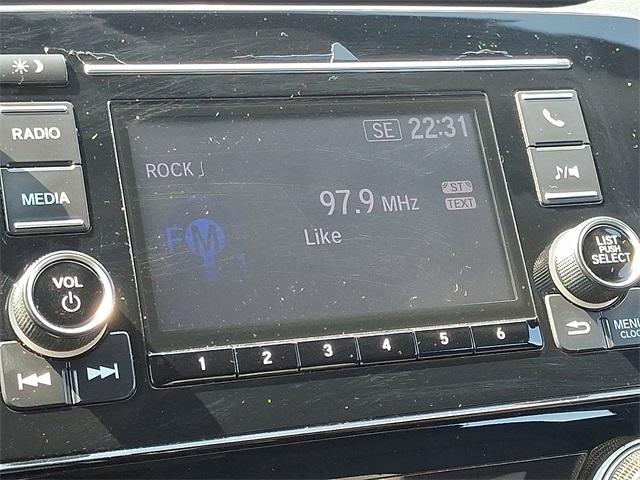 RADIO
MEDIA
VOL
SE 22:31
ROCK
97.9 MHz
ST
TEXT
Like
FM
1 2 3 4 5 6
LIST
PUSH
SELECT
MENU
CLOC